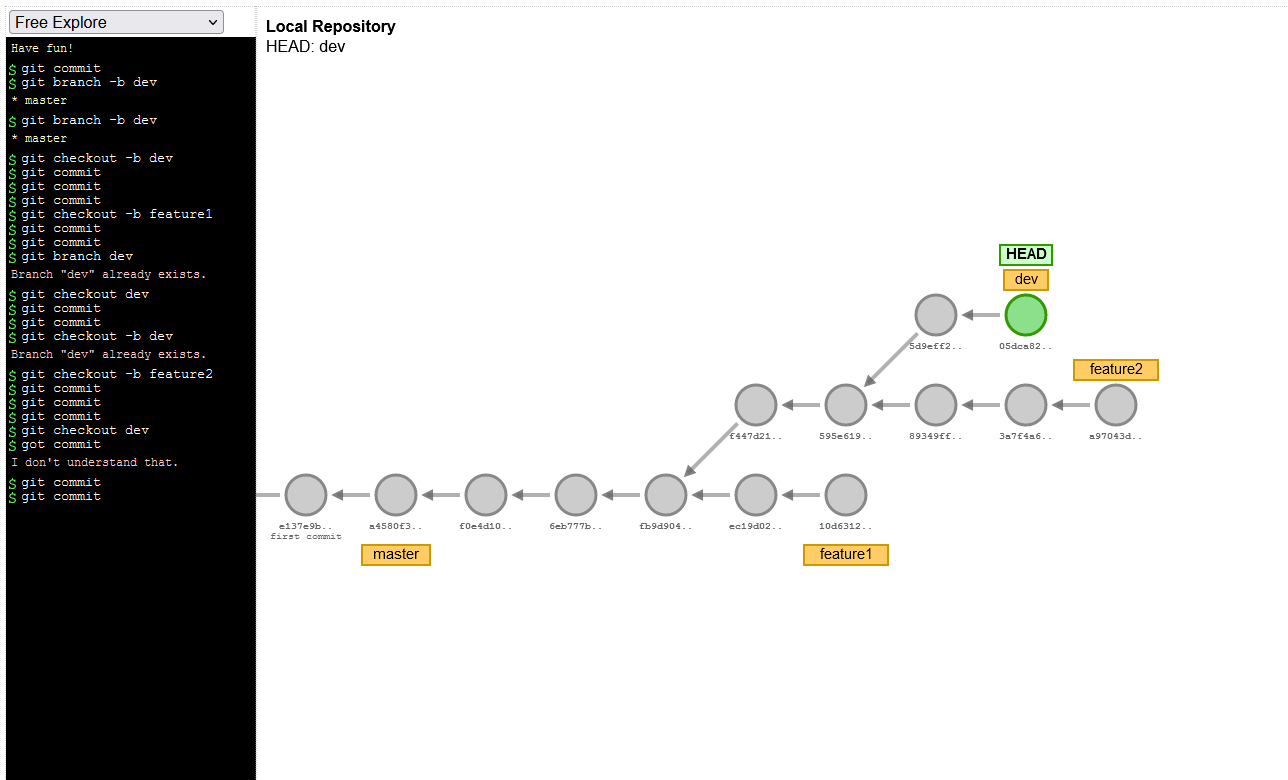 Free Explore
Have fun!
$ git commit
$ git branch -b dev
* master
$ git branch -b dev
* master
$ git checkout -b dev
$ git commit
$ git commit
$ git commit
$ git checkout -b feature1
$ git commit
$ git commit
$ git branch dev
Branch "dev" already exists.
$ git checkout dev
$ git commit
$ git commit
$ git checkout -b dev
Branch "dev" already exists.
$ git checkout -b feature2
$ git commit
$ git commit
$ git commit
$ git checkout dev
$ got commit
I don't understand that.
$ git commit
$ git commit
Local Repository
HEAD: dev
HEAD
dev
5d9eff2.. 05dca82..
feature2
f447d21.. 595e619.. 89349ff.. 3a7f4a6.. a97043d..
e137e9b.. a4580f3.. f0e4d10.. 6eb777b.. fb9d904.. ec19d02.. 10d6312..
first commit
master feature1